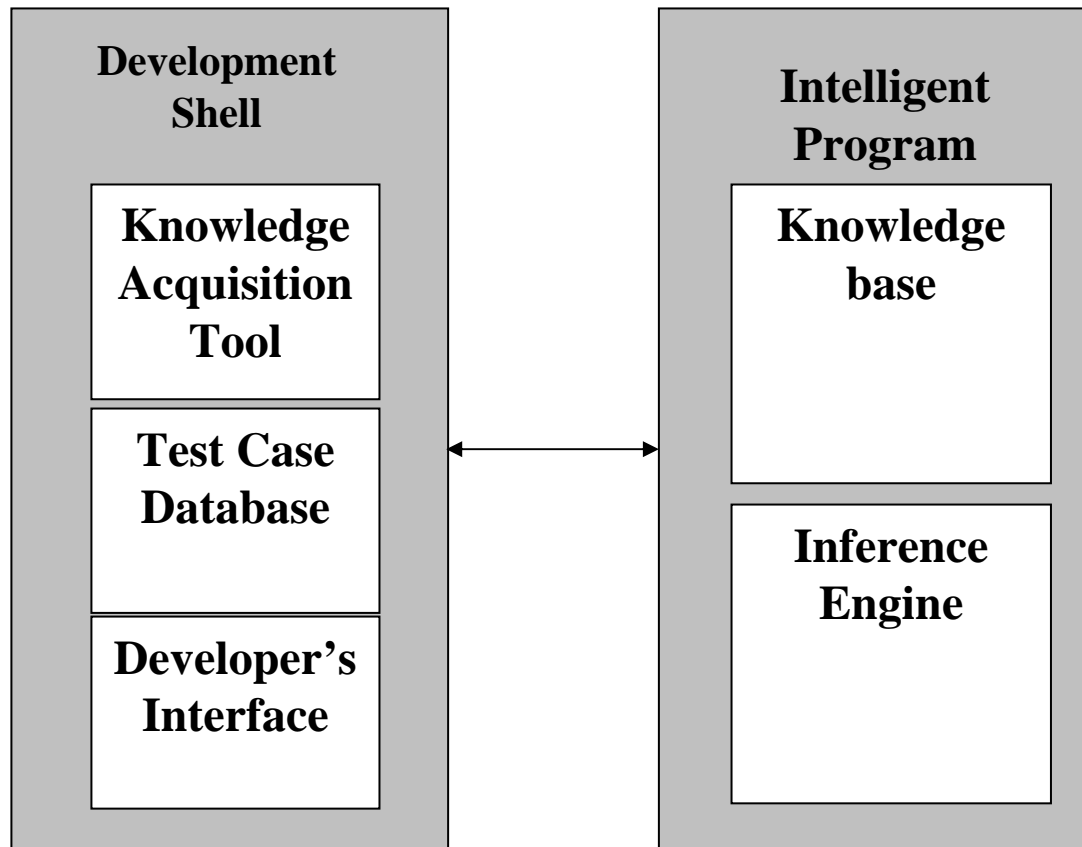 Development
Shell
Knowledge
Acquisition
Tool
Test Case
Database
Developer’s
Interface
Intelligent
Program
Knowledge
base
Inference
Engine